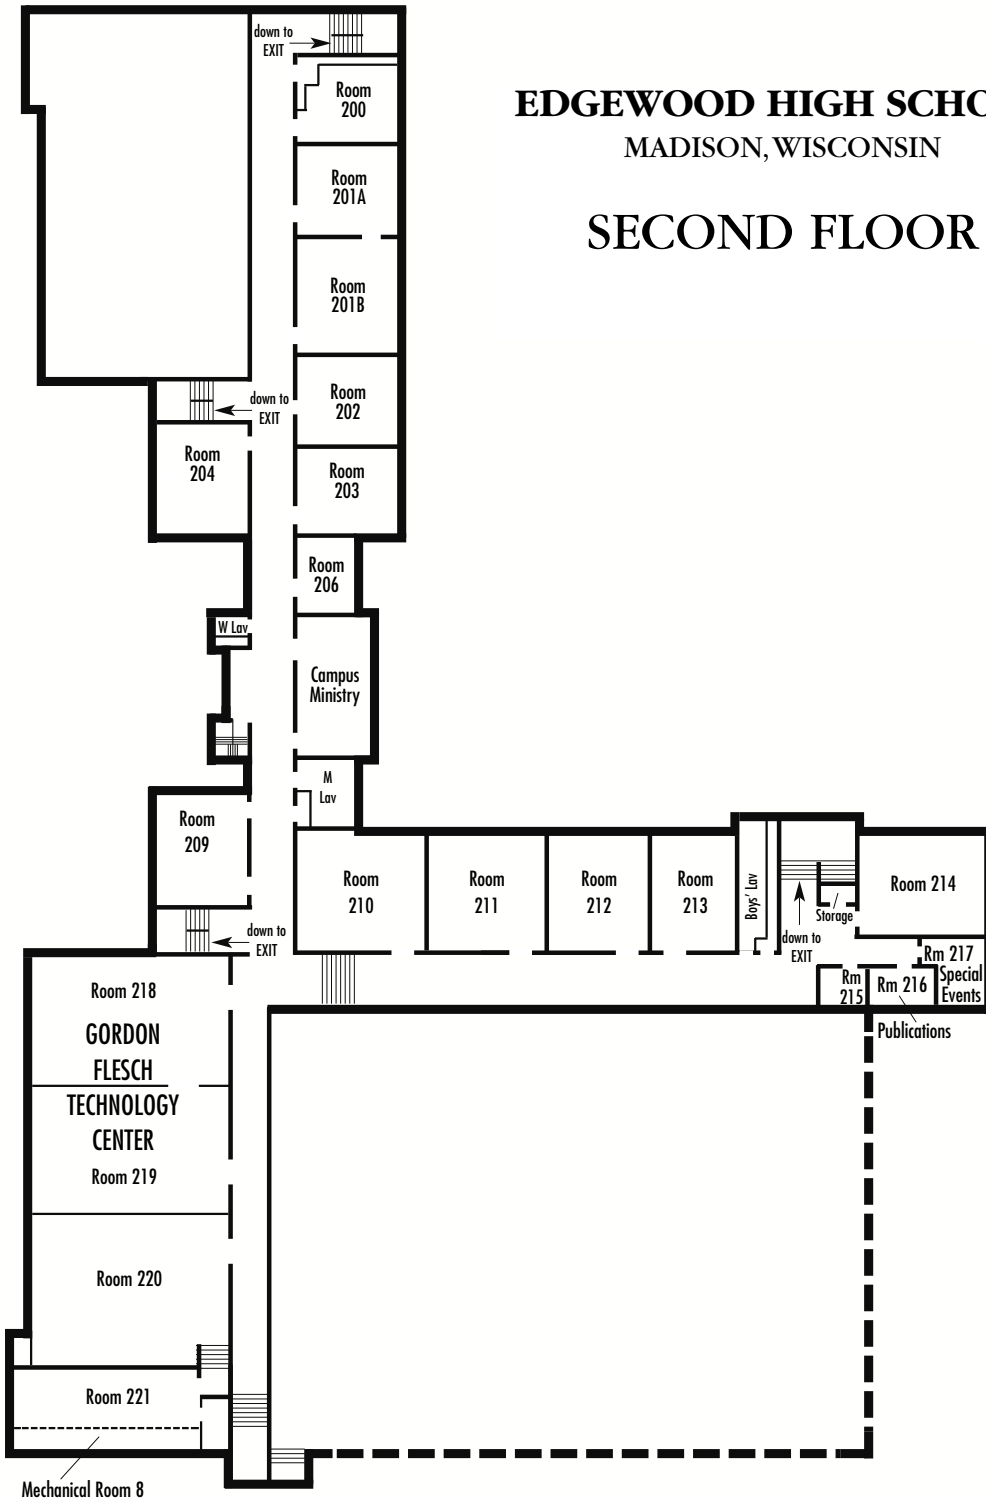 EDGEWOOD HIGH SCHO
MADISON, WISCONSIN
SECOND FLOOR
down to
EXIT
Room
200
Room
201A
Room
201B
Room
202
down to
EXIT
Room
204
Room
203
Room
206
W Lav
Campus
Ministry
M
Lav
Room
209
Room
210
Room
211
Room
212
Room
213
Boys' Lav
Storage
Room 214
down to
EXIT
down to
EXIT
Rm 217
Special
Events
Rm
215
Rm 216
Publications
Room 218
GORDON
FLESCH
TECHNOLOGY
CENTER
Room 219
Room 220
Room 221
Mechanical Room 8